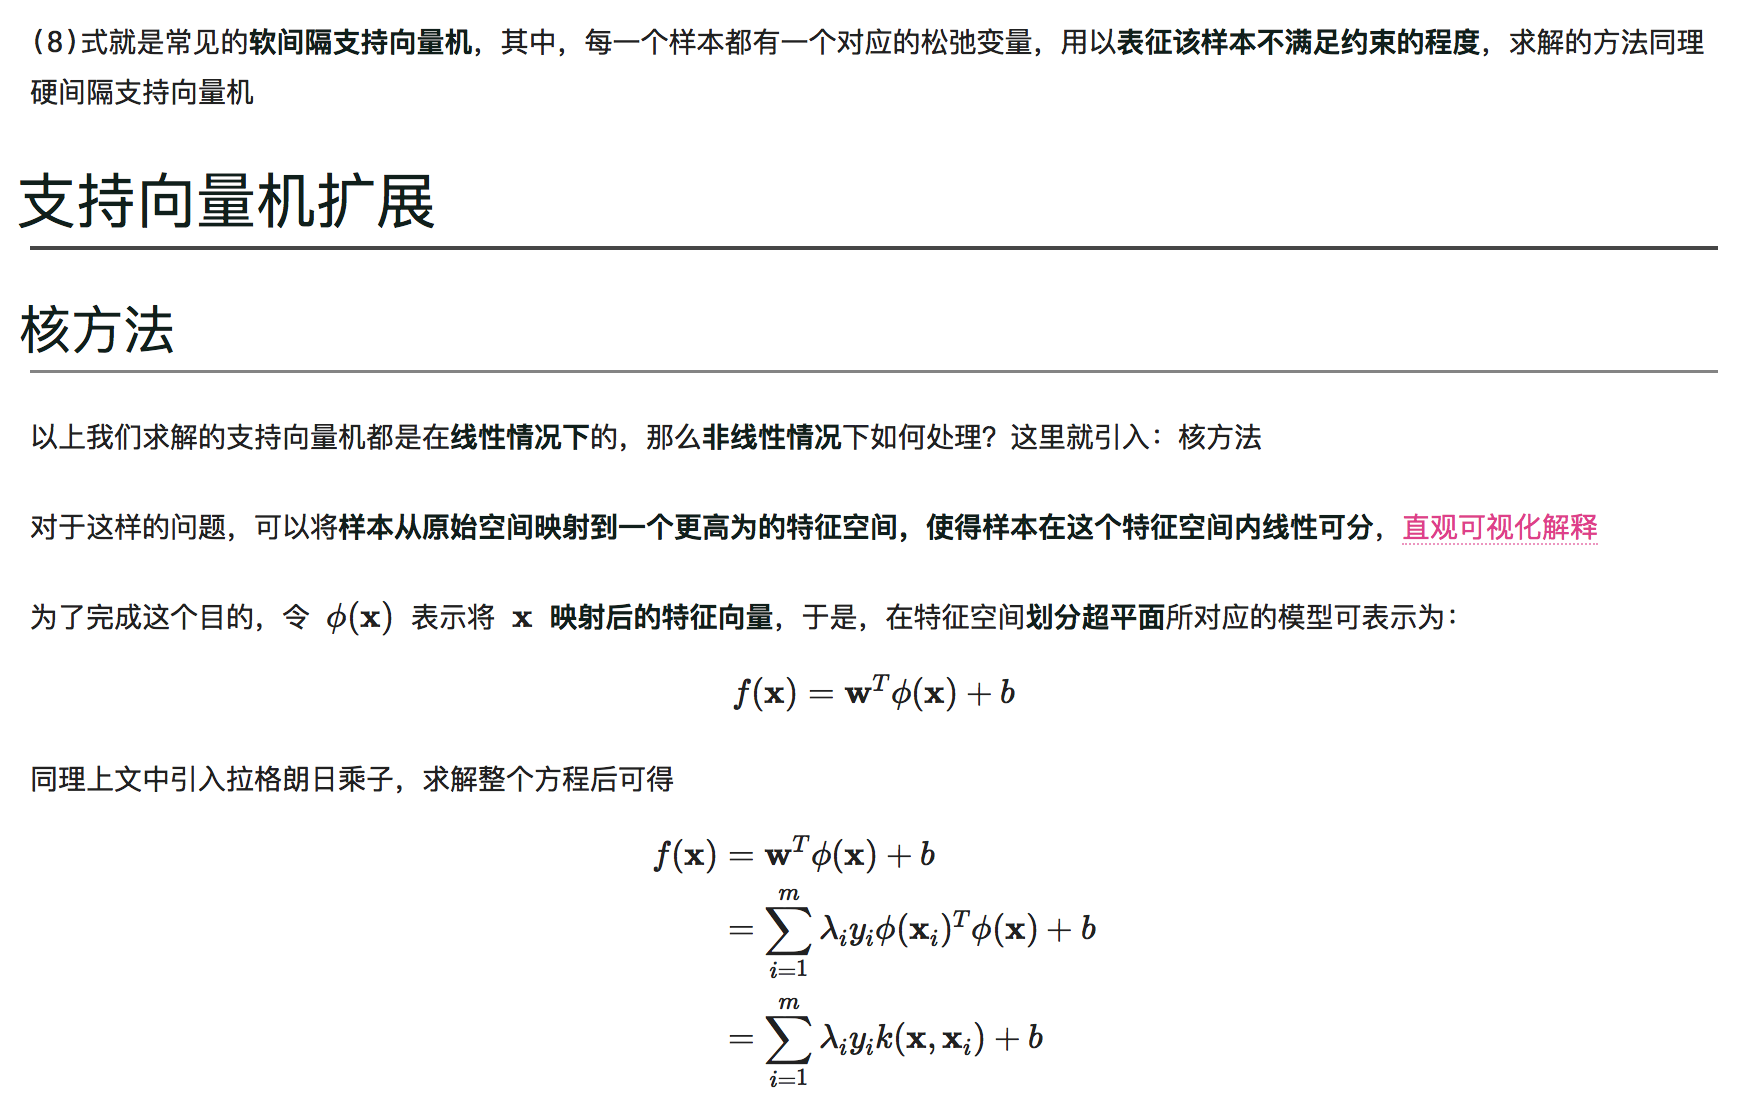 (8)式就是常见的软间隔支持向量机，其中，每一个样本都有一个对应的松弛变量，用以表征该样本不满足约束的程度，求解的方法同理
硬间隔支持向量机
支持向量机扩展
核方法
以上我们求解的支持向量机都是在线性情况下的，那么非线性情况下如何处理？这里就引入：核方法
对于这样的问题，可以将样本从原始空间映射到一个更高为的特征空间，使得样本在这个特征空间内线性可分，直观可视化解释
为了完成这个目的，令 ϕ(x) 表示将 x 映射后的特征向量，于是，在特征空间划分超平面所对应的模型可表示为：
f(x) = w^T ϕ(x) + b
同理上文中引入拉格朗日乘子，求解整个方程后可得
f(x) = w^T ϕ(x) + b
= ∑_{i=1}^{m} λ_i y_i ϕ(x_i)^T ϕ(x) + b
= ∑_{i=1}^{m} λ_i y_i k(x, x_i) + b